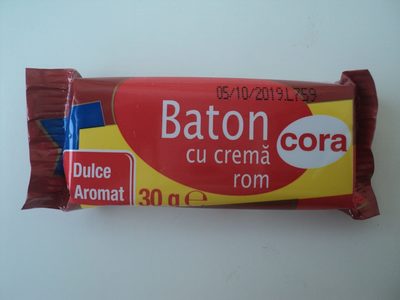 05/10/2019.L759
Baton
cu cremă
rom
cora
Dulce
Aromat
30 g e